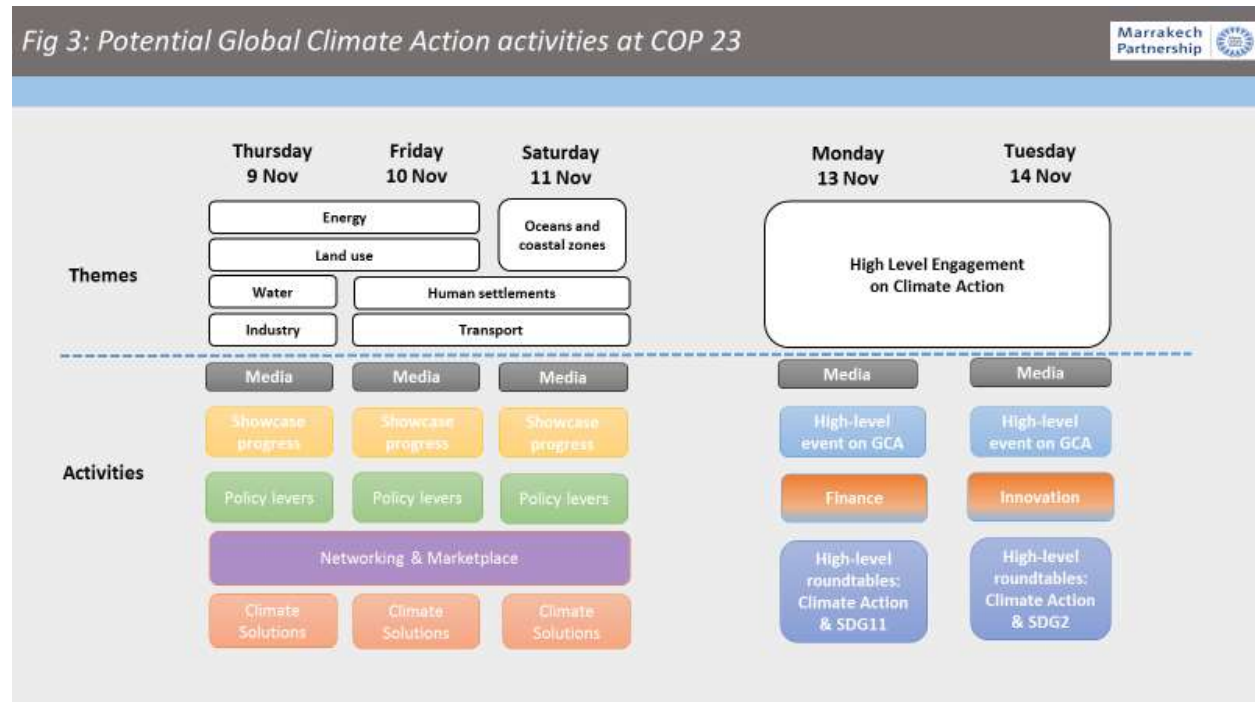 Fig 3: Potential Global Climate Action activities at COP 23
Marrakech
Partnership
Thursday
9 Nov
Friday
10 Nov
Saturday
11 Nov
Monday
13 Nov
Tuesday
14 Nov
Themes
Energy
Land use
Water
Industry
Human settlements
Transport
Oceans and
coastal zones
High Level Engagement
on Climate Action
Activities
Media
Media
Media
Media
Media
Showcase
progress
Showcase
progress
Showcase
progress
High-level
event on GCA
High-level
event on GCA
Policy levers
Policy levers
Policy levers
Finance
Innovation
Networking & Marketplace
Climate
Solutions
Climate
Solutions
Climate
Solutions
High-level
roundtables:
Climate Action
& SDG11
High-level
roundtables:
Climate Action
& SDG2